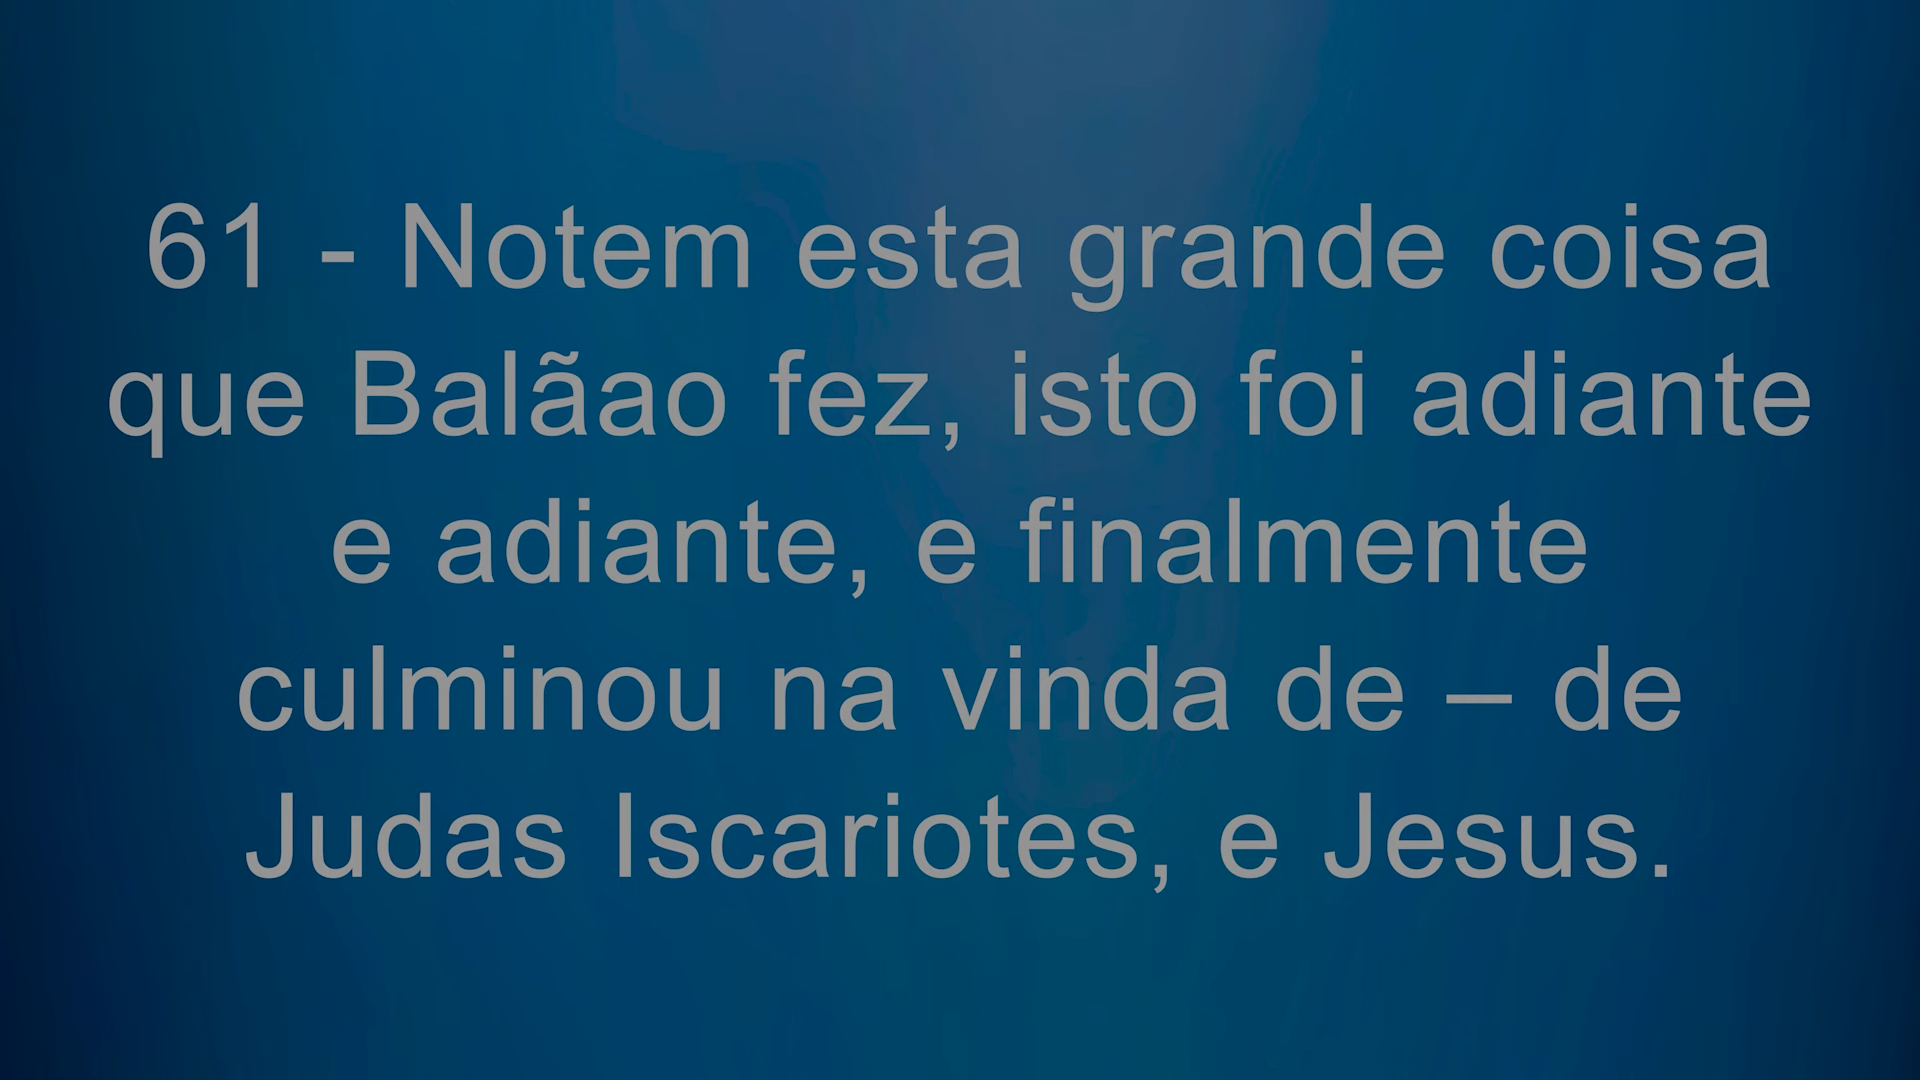 61 - Notem esta grande coisa
que Balãao fez, isto foi adiante
e adiante, e finalmente
culminou na vinda de – de
Judas Iscariotes, e Jesus.